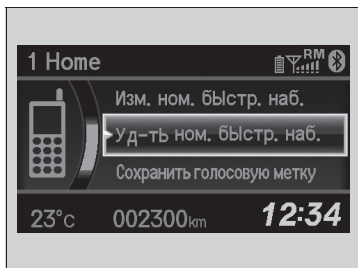 1 Home RM
Изм. ном. быстр. наб.
Уд-ть ном. быстр. наб.
Сохранить голосовую метку
23°c 002300km 12:34